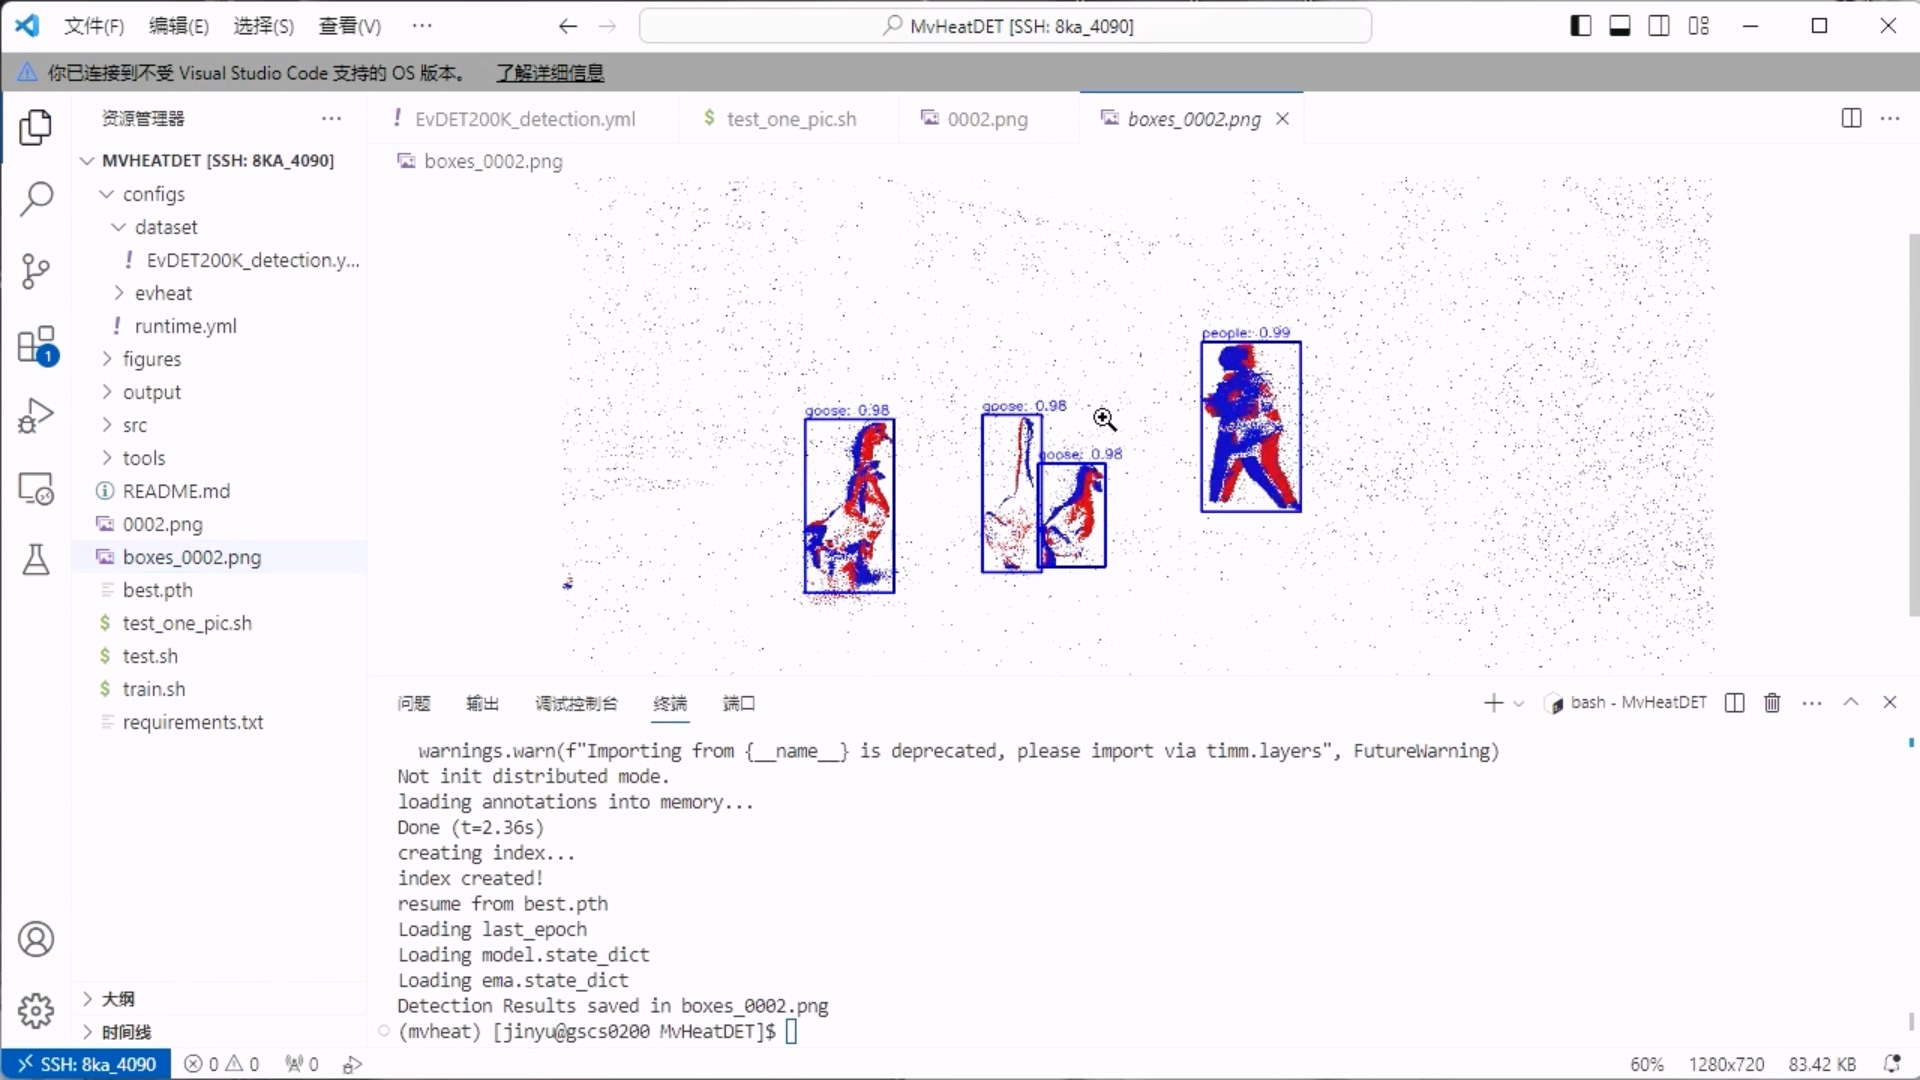 文件(F) 编辑(E) 选择(S) 查看(V) ··· MvHeatDET [SSH: 8ka_4090]
你已连接到不受 Visual Studio Code 支持的 OS 版本。 了解详细信息
资源管理器 ···
MVHEATDET [SSH: 8KA_4090]
configs
dataset
! EvDET200K_detection.y...
evheat
! runtime.yml
figures
output
src
tools
README.md
0002.png
boxes_0002.png
best.pth
$ test_one_pic.sh
$ test.sh
$ train.sh
requirements.txt
大纲
时间线
1
! EvDET200K_detection.yml $ test_one_pic.sh 0002.png boxes_0002.png
boxes_0002.png
people: 0.99
goose: 0.98
goose: 0.98
goose: 0.98
问题 输出 调试控制台 终端 端口 bash - MvHeatDET
warnings.warn(f"Importing from {__name__} is deprecated, please import via timm.layers", FutureWarning)
Not init distributed mode.
loading annotations into memory...
Done (t=2.36s)
creating index...
index created!
resume from best.pth
Loading last_epoch
Loading model.state_dict
Loading ema.state_dict
Detection Results saved in boxes_0002.png
(mvheat) [jinyu@gscs0200 MvHeatDET]$
SSH: 8ka_4090 0 0 0 60% 1280x720 83.42 KB